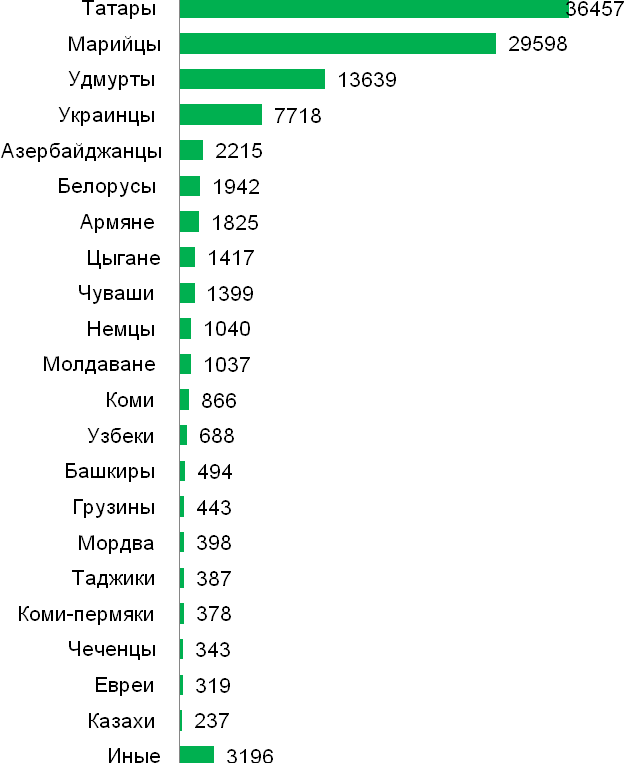 Татары 36457
Марийцы 29598
Удмурты 13639
Украинцы 7718
Азербайджанцы 2215
Белорусы 1942
Армяне 1825
Цыгане 1417
Чуваши 1399
Немцы 1040
Молдаване 1037
Коми 866
Узбеки 688
Башкиры 494
Грузины 443
Мордва 398
Таджики 387
Коми-пермяки 378
Чеченцы 343
Евреи 319
Казахи 237
Иные 3196